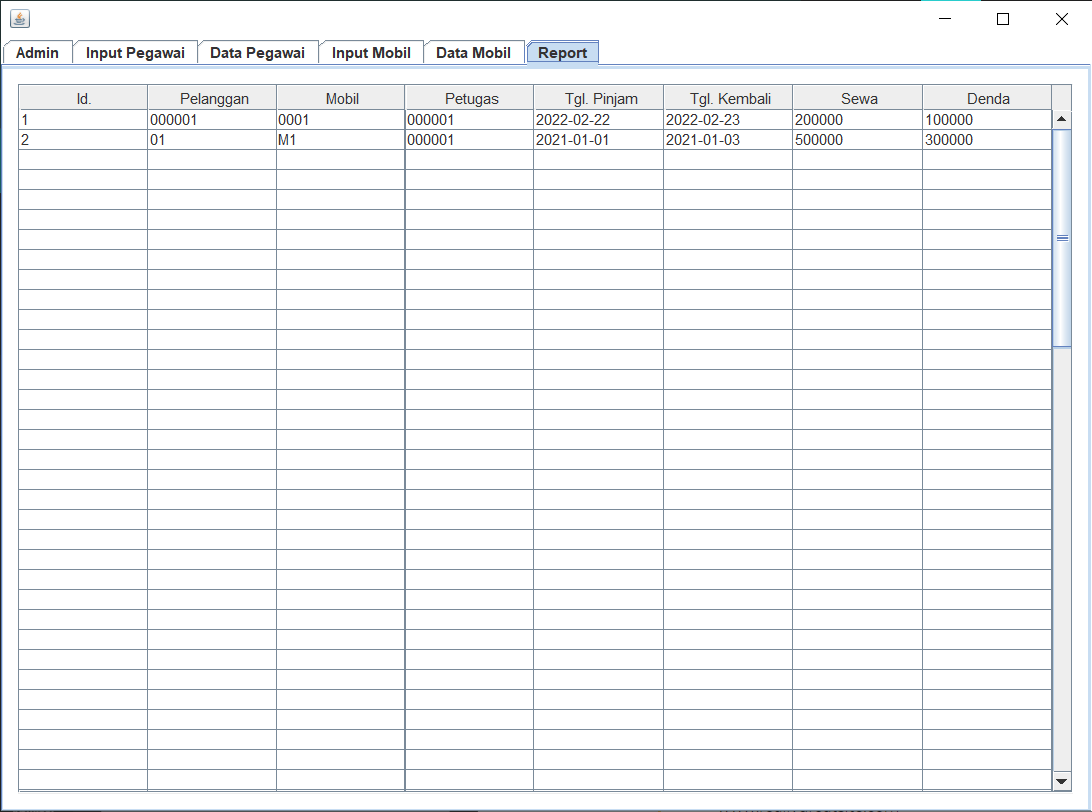 Admin Input Pegawai Data Pegawai Input Mobil Data Mobil Report
Id. Pelanggan Mobil Petugas Tgl. Pinjam Tgl. Kembali Sewa Denda
1 000001 0001 000001 2022-02-22 2022-02-23 200000 100000
2 01 M1 000001 2021-01-01 2021-01-03 500000 300000